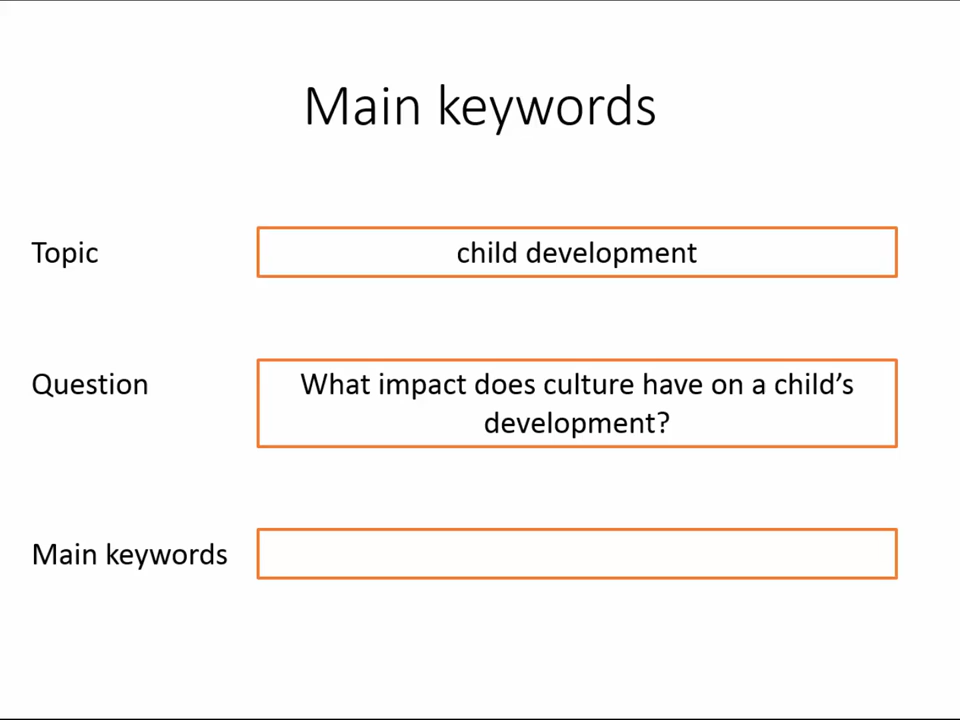 Main keywords
Topic
child development
Question
What impact does culture have on a child’s
development?
Main keywords